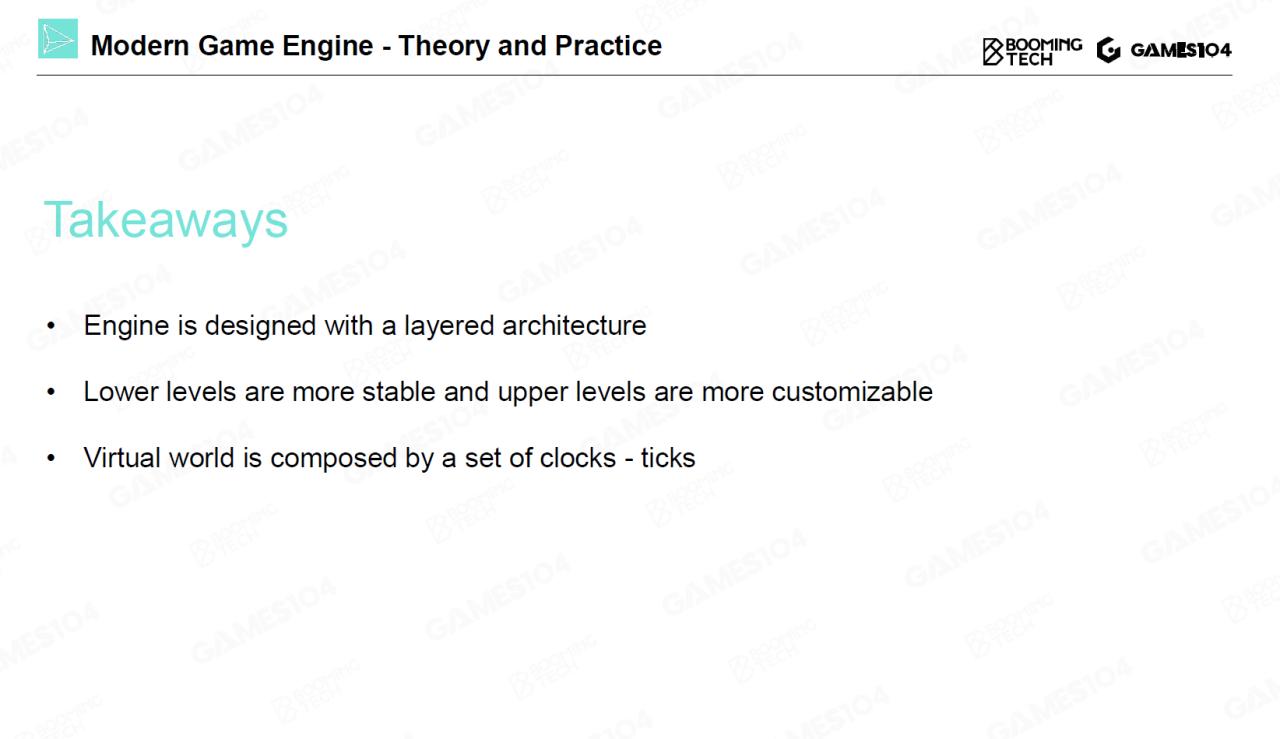 Modern Game Engine - Theory and Practice
BOOMING
TECH
GAMES104
Takeaways
• Engine is designed with a layered architecture
• Lower levels are more stable and upper levels are more customizable
• Virtual world is composed by a set of clocks - ticks